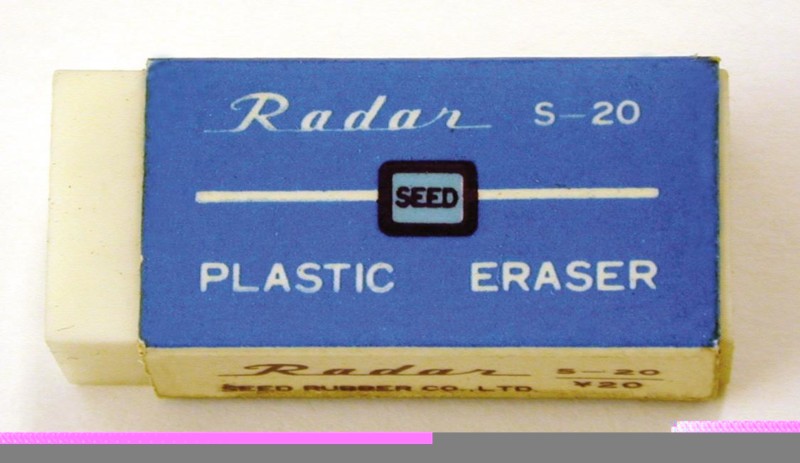 Radar S-20
SEED
PLASTIC ERASER
Radar S-20
SEED RUBBER CO.,LTD. ¥20